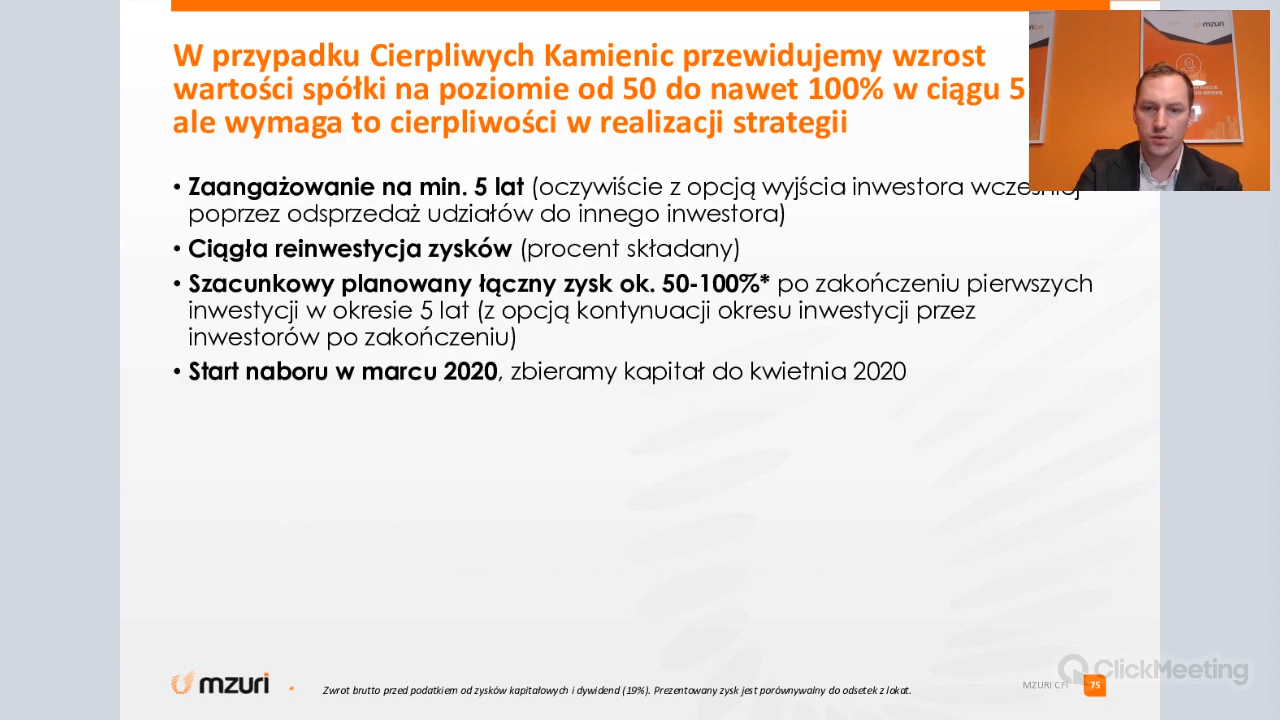 W przypadku Cierpliwych Kamienic przewidujemy wzrost
wartości spółki na poziomie od 50 do nawet 100% w ciągu 5
ale wymaga to cierpliwości w realizacji strategii
• Zaangażowanie na min. 5 lat (oczywiście z opcją wyjścia inwestora wcześniej
poprzez odsprzedaż udziałów do innego inwestora)
• Ciągła reinwestycja zysków (procent składany)
• Szacunkowy planowany łączny zysk ok. 50-100%* po zakończeniu pierwszych
inwestycji w okresie 5 lat (z opcją kontynuacji okresu inwestycji przez
inwestorów po zakończeniu)
• Start naboru w marcu 2020, zbieramy kapitał do kwietnia 2020
mzuri
mzuri
• Zwrot brutto przed podatkiem od zysków kapitałowych i dywidend (19%). Prezentowany zysk jest porównywalny do odsetek z lokat.
MZURI CFI 75
ClickMeeting